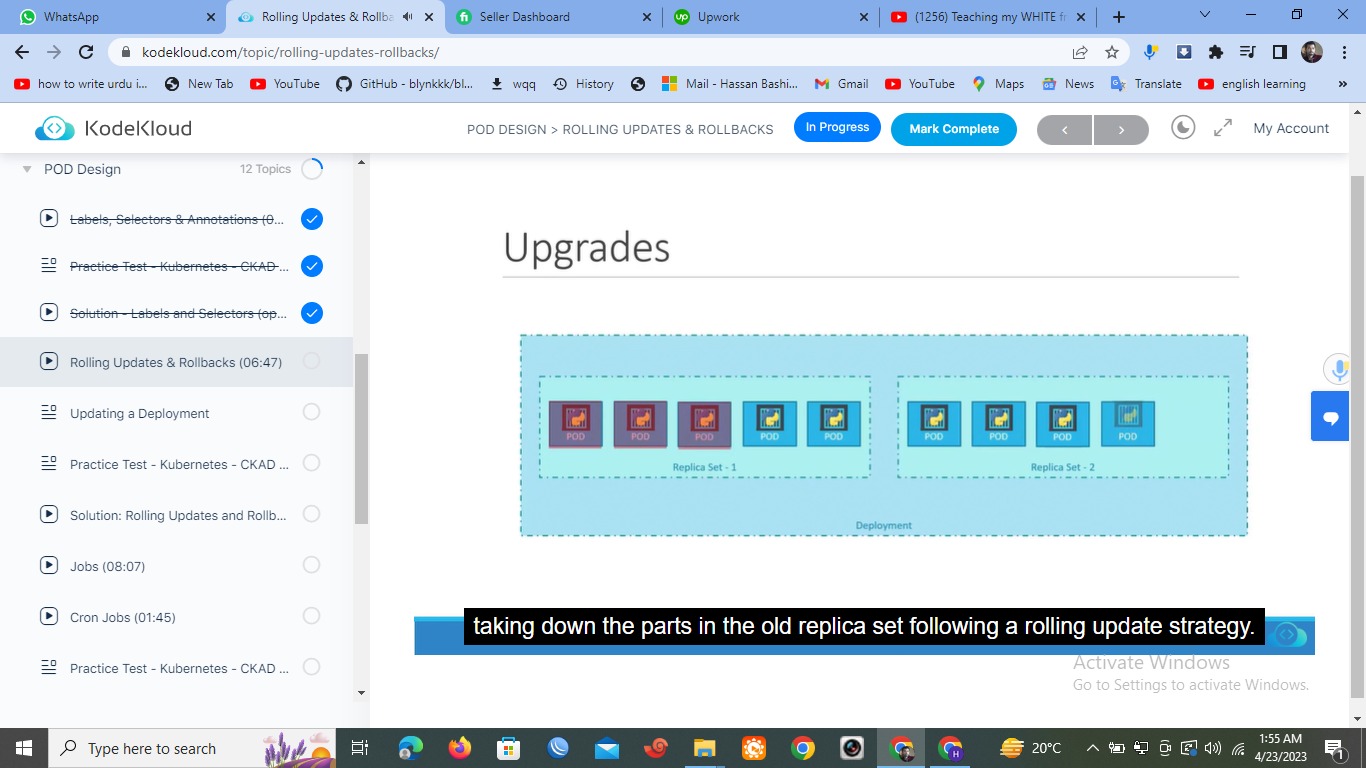 WhatsApp
Rolling Updates & Rollba
Seller Dashboard
Upwork
(1256) Teaching my WHITE fr
kodekloud.com/topic/rolling-updates-rollbacks/
how to write urdu i...
New Tab
YouTube
GitHub - blynkkk/bl...
wqq
History
Mail - Hassan Bashi...
Gmail
YouTube
Maps
News
Translate
english learning
KodeKloud
POD DESIGN > ROLLING UPDATES & ROLLBACKS
In Progress
Mark Complete
My Account
POD Design
12 Topics
Labels, Selectors & Annotations (0...
Practice Test - Kubernetes - CKAD ...
Solution - Labels and Selectors (op...
Rolling Updates & Rollbacks (06:47)
Updating a Deployment
Practice Test - Kubernetes - CKAD ...
Solution: Rolling Updates and Rollb...
Jobs (08:07)
Cron Jobs (01:45)
Practice Test - Kubernetes - CKAD ...
Upgrades
POD POD POD POD POD
Replica Set - 1
POD POD POD POD
Replica Set - 2
Deployment
taking down the parts in the old replica set following a rolling update strategy.
Activate Windows
Go to Settings to activate Windows.
Type here to search
H
20°C
1:55 AM
4/23/2023
1